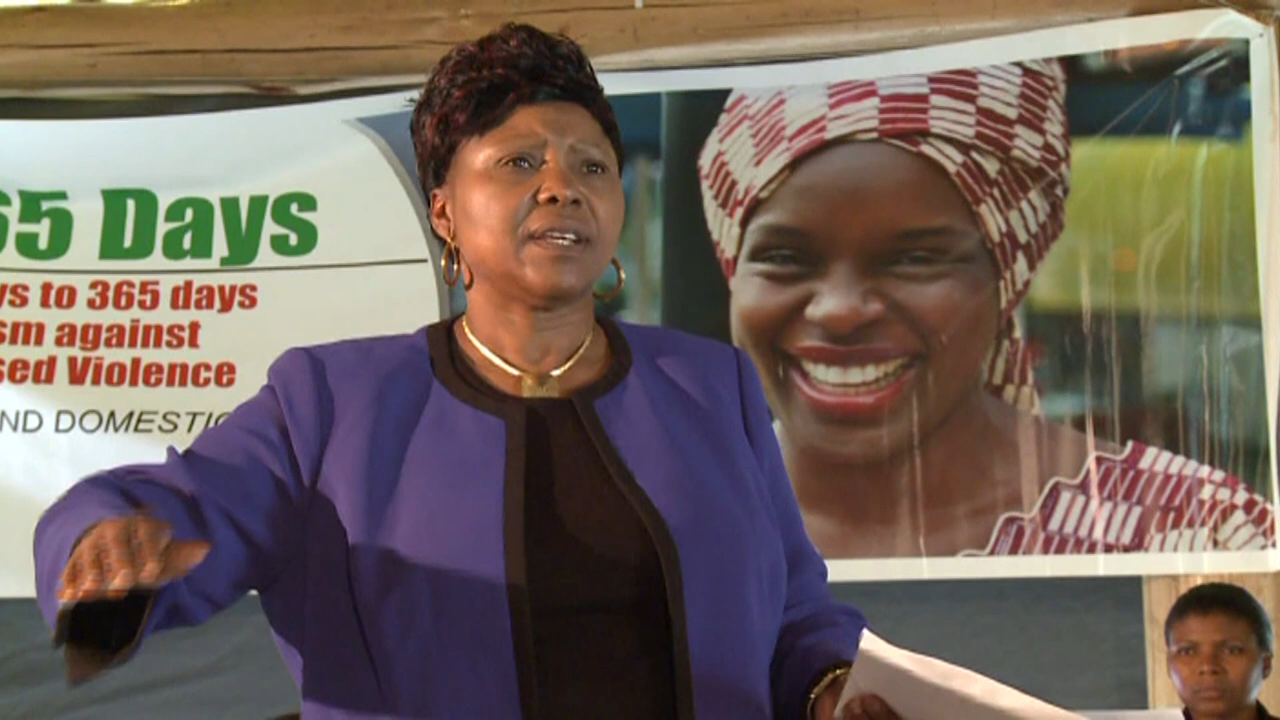 65 Days
ys to 365 days
sm against
sed Violence
ND DOMESTIC